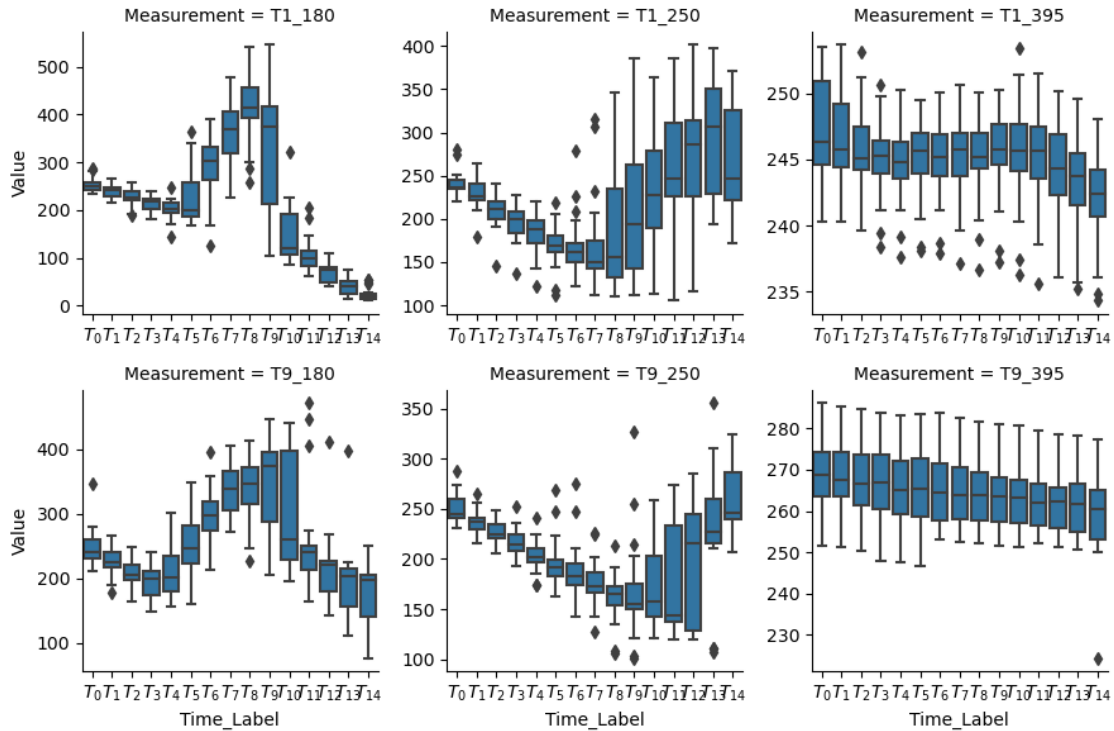 Measurement = T1_180
Measurement = T1_250
Measurement = T1_395
Value
500
400
300
200
100
0
T0 T1 T2 T3 T4 T5 T6 T7 T8 T9 T10 T11 T12 T13 T14
400
350
300
250
200
150
100
T0 T1 T2 T3 T4 T5 T6 T7 T8 T9 T10 T11 T12 T13 T14
250
245
240
235
T0 T1 T2 T3 T4 T5 T6 T7 T8 T9 T10 T11 T12 T13 T14
Measurement = T9_180
Measurement = T9_250
Measurement = T9_395
Value
400
300
200
100
T0 T1 T2 T3 T4 T5 T6 T7 T8 T9 T10 T11 T12 T13 T14
Time_Label
350
300
250
200
150
100
T0 T1 T2 T3 T4 T5 T6 T7 T8 T9 T10 T11 T12 T13 T14
Time_Label
280
270
260
250
240
230
T0 T1 T2 T3 T4 T5 T6 T7 T8 T9 T10 T11 T12 T13 T14
Time_Label